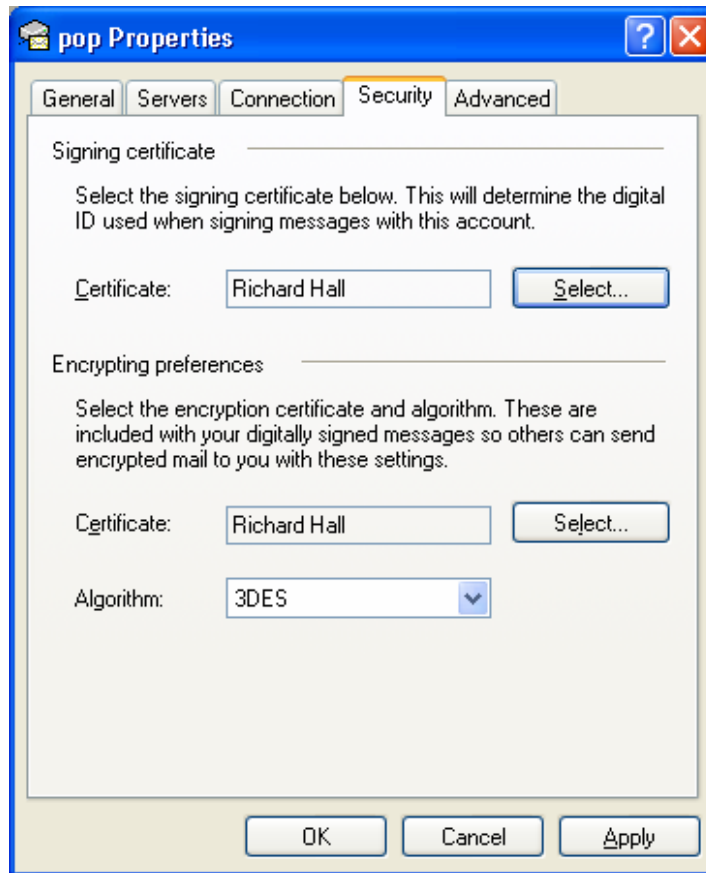 pop Properties
General Servers Connection Security Advanced
Signing certificate
Select the signing certificate below. This will determine the digital
ID used when signing messages with this account.
Certificate: Richard Hall Select...
Encrypting preferences
Select the encryption certificate and algorithm. These are
included with your digitally signed messages so others can send
encrypted mail to you with these settings.
Certificate: Richard Hall Select...
Algorithm: 3DES
OK Cancel Apply